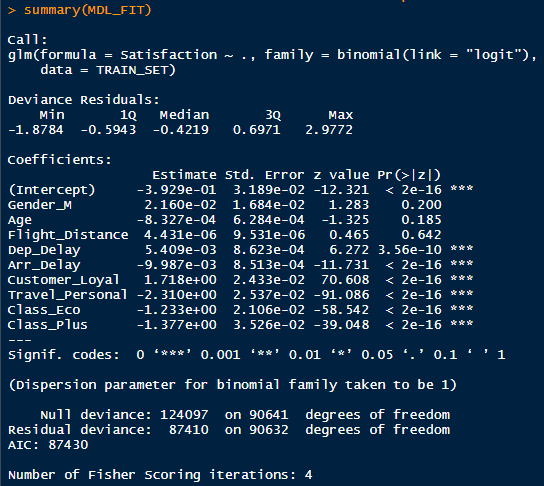 > summary(MDL_FIT)
Call:
glm(formula = Satisfaction ~ ., family = binomial(link = "logit"),
    data = TRAIN_SET)
Deviance Residuals:
    Min       1Q   Median       3Q      Max
-1.8784  -0.5943  -0.4219   0.6971   2.9772
Coefficients:
                  Estimate Std. Error z value Pr(>|z|)
(Intercept)     -3.929e-01  3.189e-02 -12.321  < 2e-16 ***
Gender_M         2.160e-02  1.684e-02   1.283    0.200
Age             -8.327e-04  6.284e-04  -1.325    0.185
Flight_Distance  4.431e-06  9.531e-06   0.465    0.642
Dep_Delay        5.409e-03  8.623e-04   6.272 3.56e-10 ***
Arr_Delay       -9.987e-03  8.513e-04 -11.731  < 2e-16 ***
Customer_Loyal   1.718e+00  2.433e-02  70.608  < 2e-16 ***
Travel_Personal -2.310e+00  2.537e-02 -91.086  < 2e-16 ***
Class_Eco       -1.233e+00  2.106e-02 -58.542  < 2e-16 ***
Class_Plus      -1.377e+00  3.526e-02 -39.048  < 2e-16 ***
---
Signif. codes:  0 ‘***’ 0.001 ‘**’ 0.01 ‘*’ 0.05 ‘.’ 0.1 ‘ ’ 1
(Dispersion parameter for binomial family taken to be 1)
    Null deviance: 124097  on 90641  degrees of freedom
Residual deviance:  87410  on 90632  degrees of freedom
AIC: 87430
Number of Fisher Scoring iterations: 4